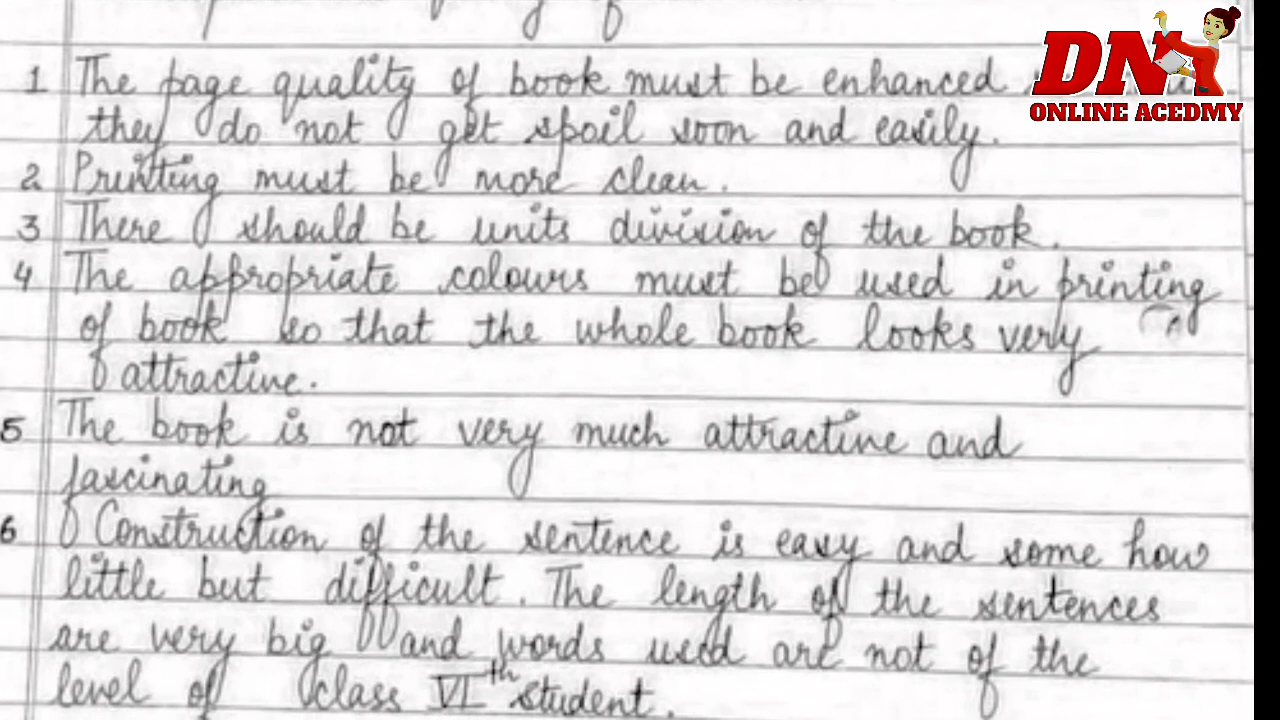 DN
ONLINE ACEDMY
1 The page quality of book must be enhanced
they do not get spoil soon and easily.
2 Printing must be more clean.
3 There should be units division of the book.
4 The appropriate colours must be used in printing
of book so that the whole book looks very
attractive.
5 The book is not very much attractive and
fascinating
6 Construction of the sentence is easy and some how
little but difficult. The length of the sentences
are very big and words used are not of the
level of class VIth student.